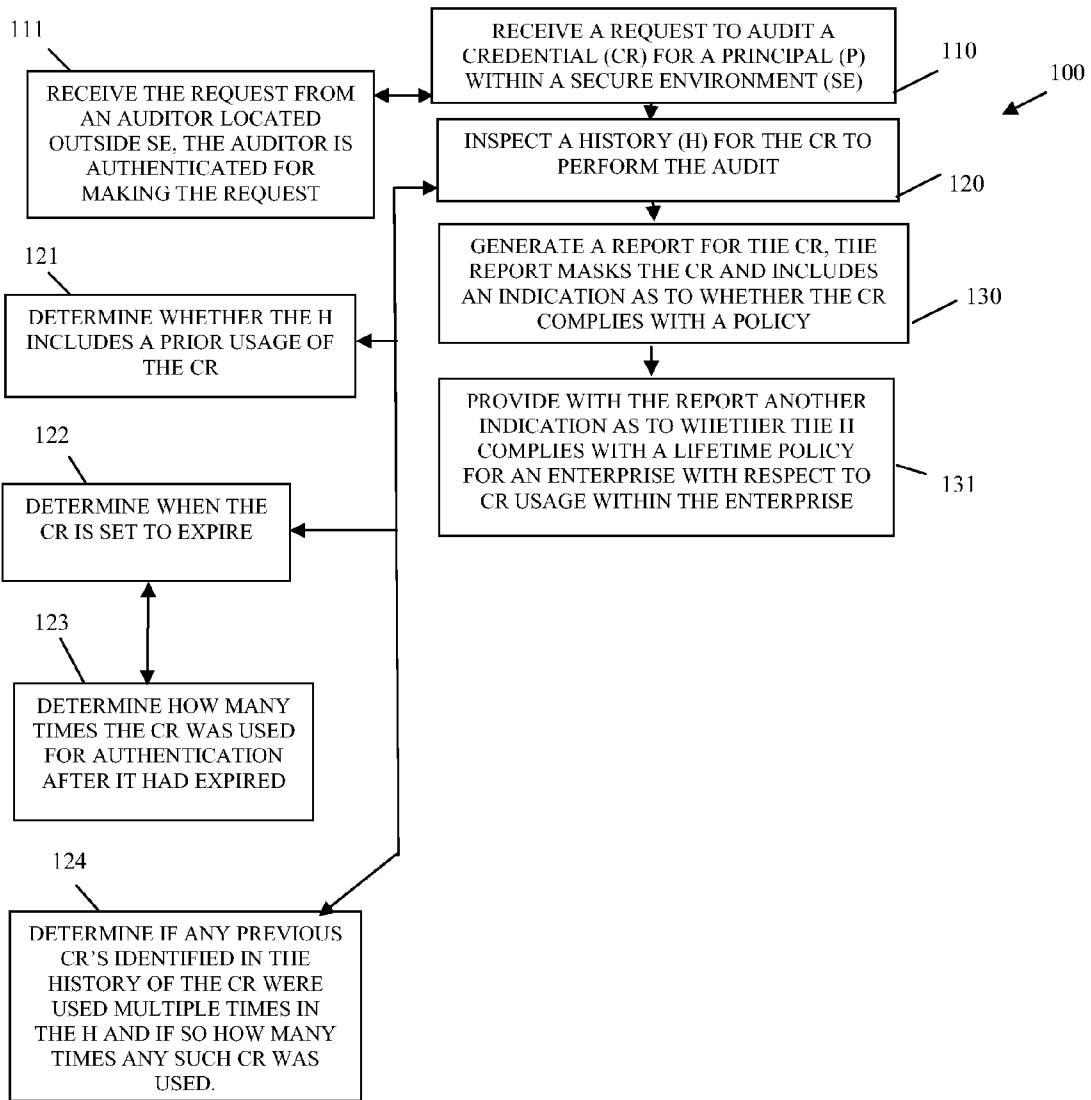 111
RECEIVE THE REQUEST FROM
AN AUDITOR LOCATED
OUTSIDE SE, THE AUDITOR IS
AUTHENTICATED FOR
MAKING THE REQUEST
RECEIVE A REQUEST TO AUDIT A
CREDENTIAL (CR) FOR A PRINCIPAL (P)
WITHIN A SECURE ENVIRONMENT (SE)
110
100
INSPECT A HISTORY (H) FOR THE CR TO
PERFORM THE AUDIT
120
GENERATE A REPORT FOR THE CR, THE
REPORT MASKS THE CR AND INCLUDES
AN INDICATION AS TO WHETHER THE CR
COMPLIES WITH A POLICY
130
PROVIDE WITH THE REPORT ANOTHER
INDICATION AS TO WHETHER THE H
COMPLIES WITH A LIFETIME POLICY
FOR AN ENTERPRISE WITH RESPECT TO
CR USAGE WITHIN THE ENTERPRISE
131
121
DETERMINE WHETHER THE H
INCLUDES A PRIOR USAGE OF
THE CR
122
DETERMINE WHEN THE
CR IS SET TO EXPIRE
123
DETERMINE HOW MANY
TIMES THE CR WAS USED
FOR AUTHENTICATION
AFTER IT HAD EXPIRED
124
DETERMINE IF ANY PREVIOUS
CR'S IDENTIFIED IN THE
HISTORY OF THE CR WERE
USED MULTIPLE TIMES IN
THE H AND IF SO HOW MANY
TIMES ANY SUCH CR WAS
USED.